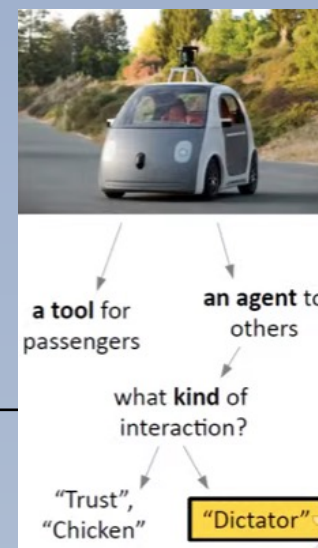 a tool for
passengers
an agent to
others
what kind of
interaction?
“Trust”,
“Chicken”
“Dictator”